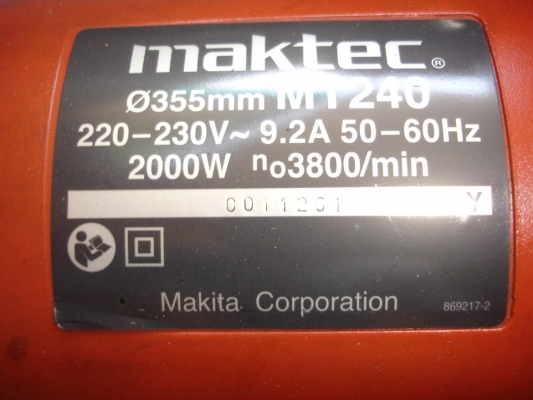 maktec®
Ø355mm MT240
220–230V~ 9.2A 50–60Hz
2000W no3800/min
0011261 Y
Makita Corporation
869217-2